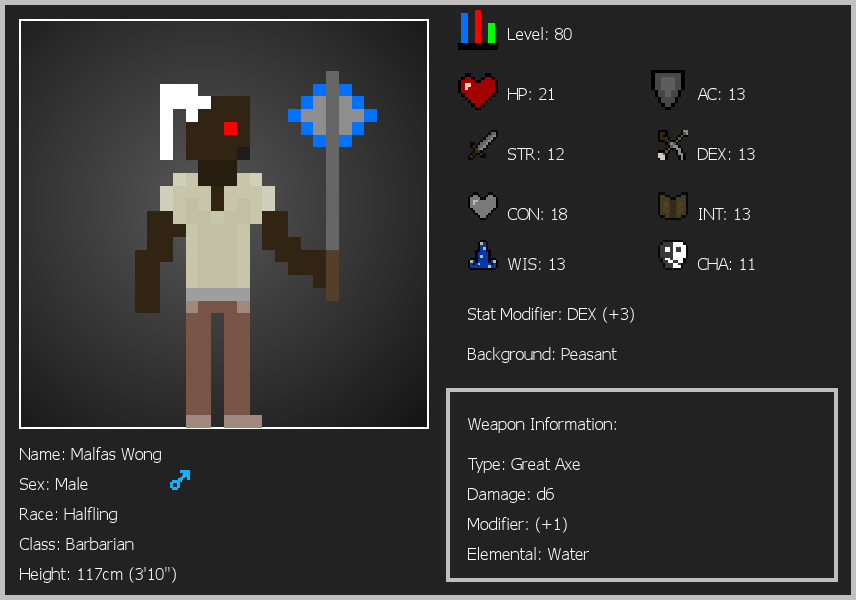 Level: 80
HP: 21
AC: 13
STR: 12
DEX: 13
CON: 18
INT: 13
WIS: 13
CHA: 11
Stat Modifier: DEX (+3)
Background: Peasant
Weapon Information:
Type: Great Axe
Damage: d6
Modifier: (+1)
Elemental: Water
Name: Malfas Wong
Sex: Male
Race: Halfling
Class: Barbarian
Height: 117cm (3'10")